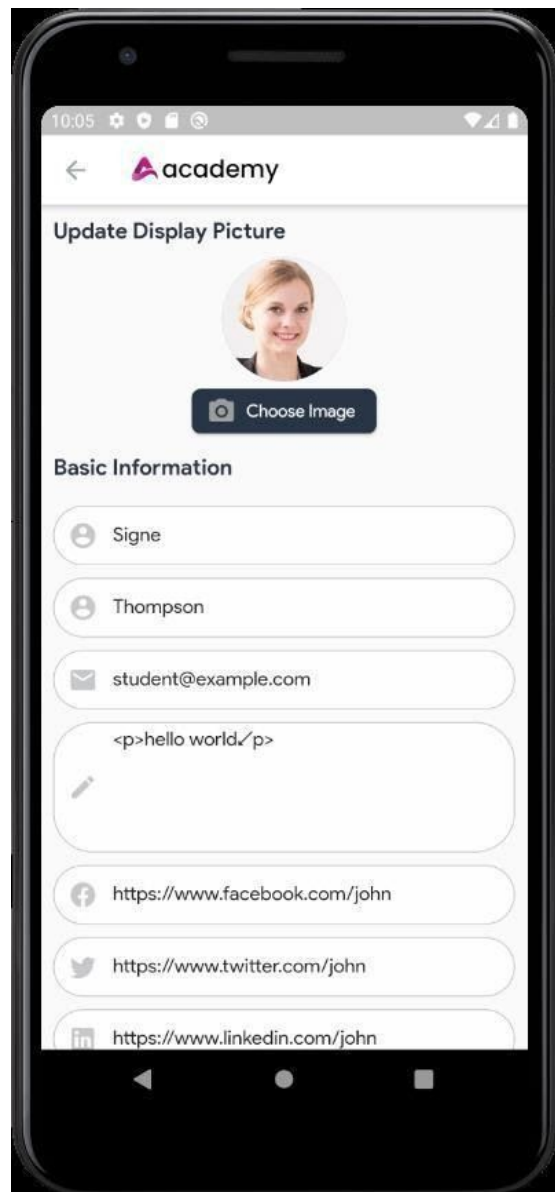 10:05
academy
Update Display Picture
Choose Image
Basic Information
Signe
Thompson
student@example.com
<p>hello world↙p>
https://www.facebook.com/john
https://www.twitter.com/john
https://www.linkedin.com/john